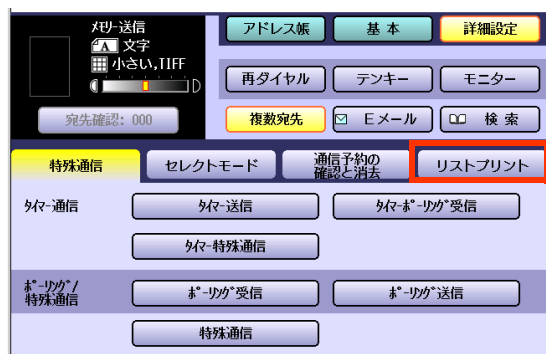 ﾒﾓﾘｰ送信
A 文字
小さい,TIFF
D
宛先確認: 000
アドレス帳
基 本
詳細設定
再ダイヤル
テンキー
モニター
複数宛先
Eメール
検 索
特殊通信
セレクトモード
通信予約の
確認と消去
リストプリント
ﾀｲﾏｰ通信
ﾀｲﾏｰ送信
ﾀｲﾏｰﾎﾟｰﾘﾝｸﾞ受信
ﾀｲﾏｰ特殊通信
ﾎﾟｰﾘﾝｸﾞ/
特殊通信
ﾎﾟｰﾘﾝｸﾞ受信
ﾎﾟｰﾘﾝｸﾞ送信
特殊通信